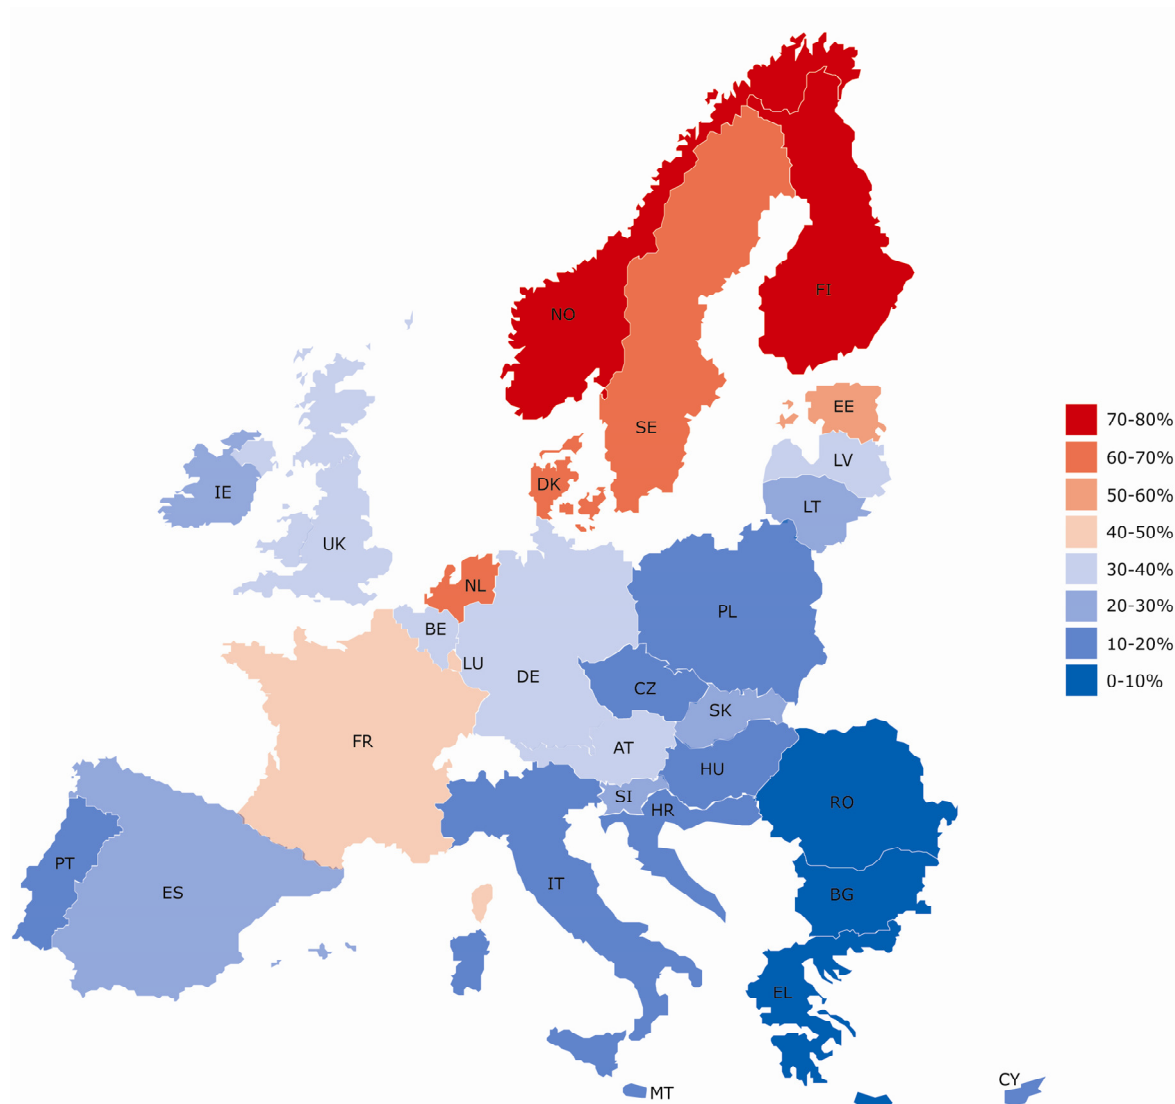 NO
FI
SE
EE
LV
LT
DK
IE
UK
NL
BE
LU
DE
PL
CZ
SK
AT
HU
FR
SI
HR
RO
BG
PT
ES
IT
EL
MT
CY
70-80%
60-70%
50-60%
40-50%
30-40%
20-30%
10-20%
0-10%